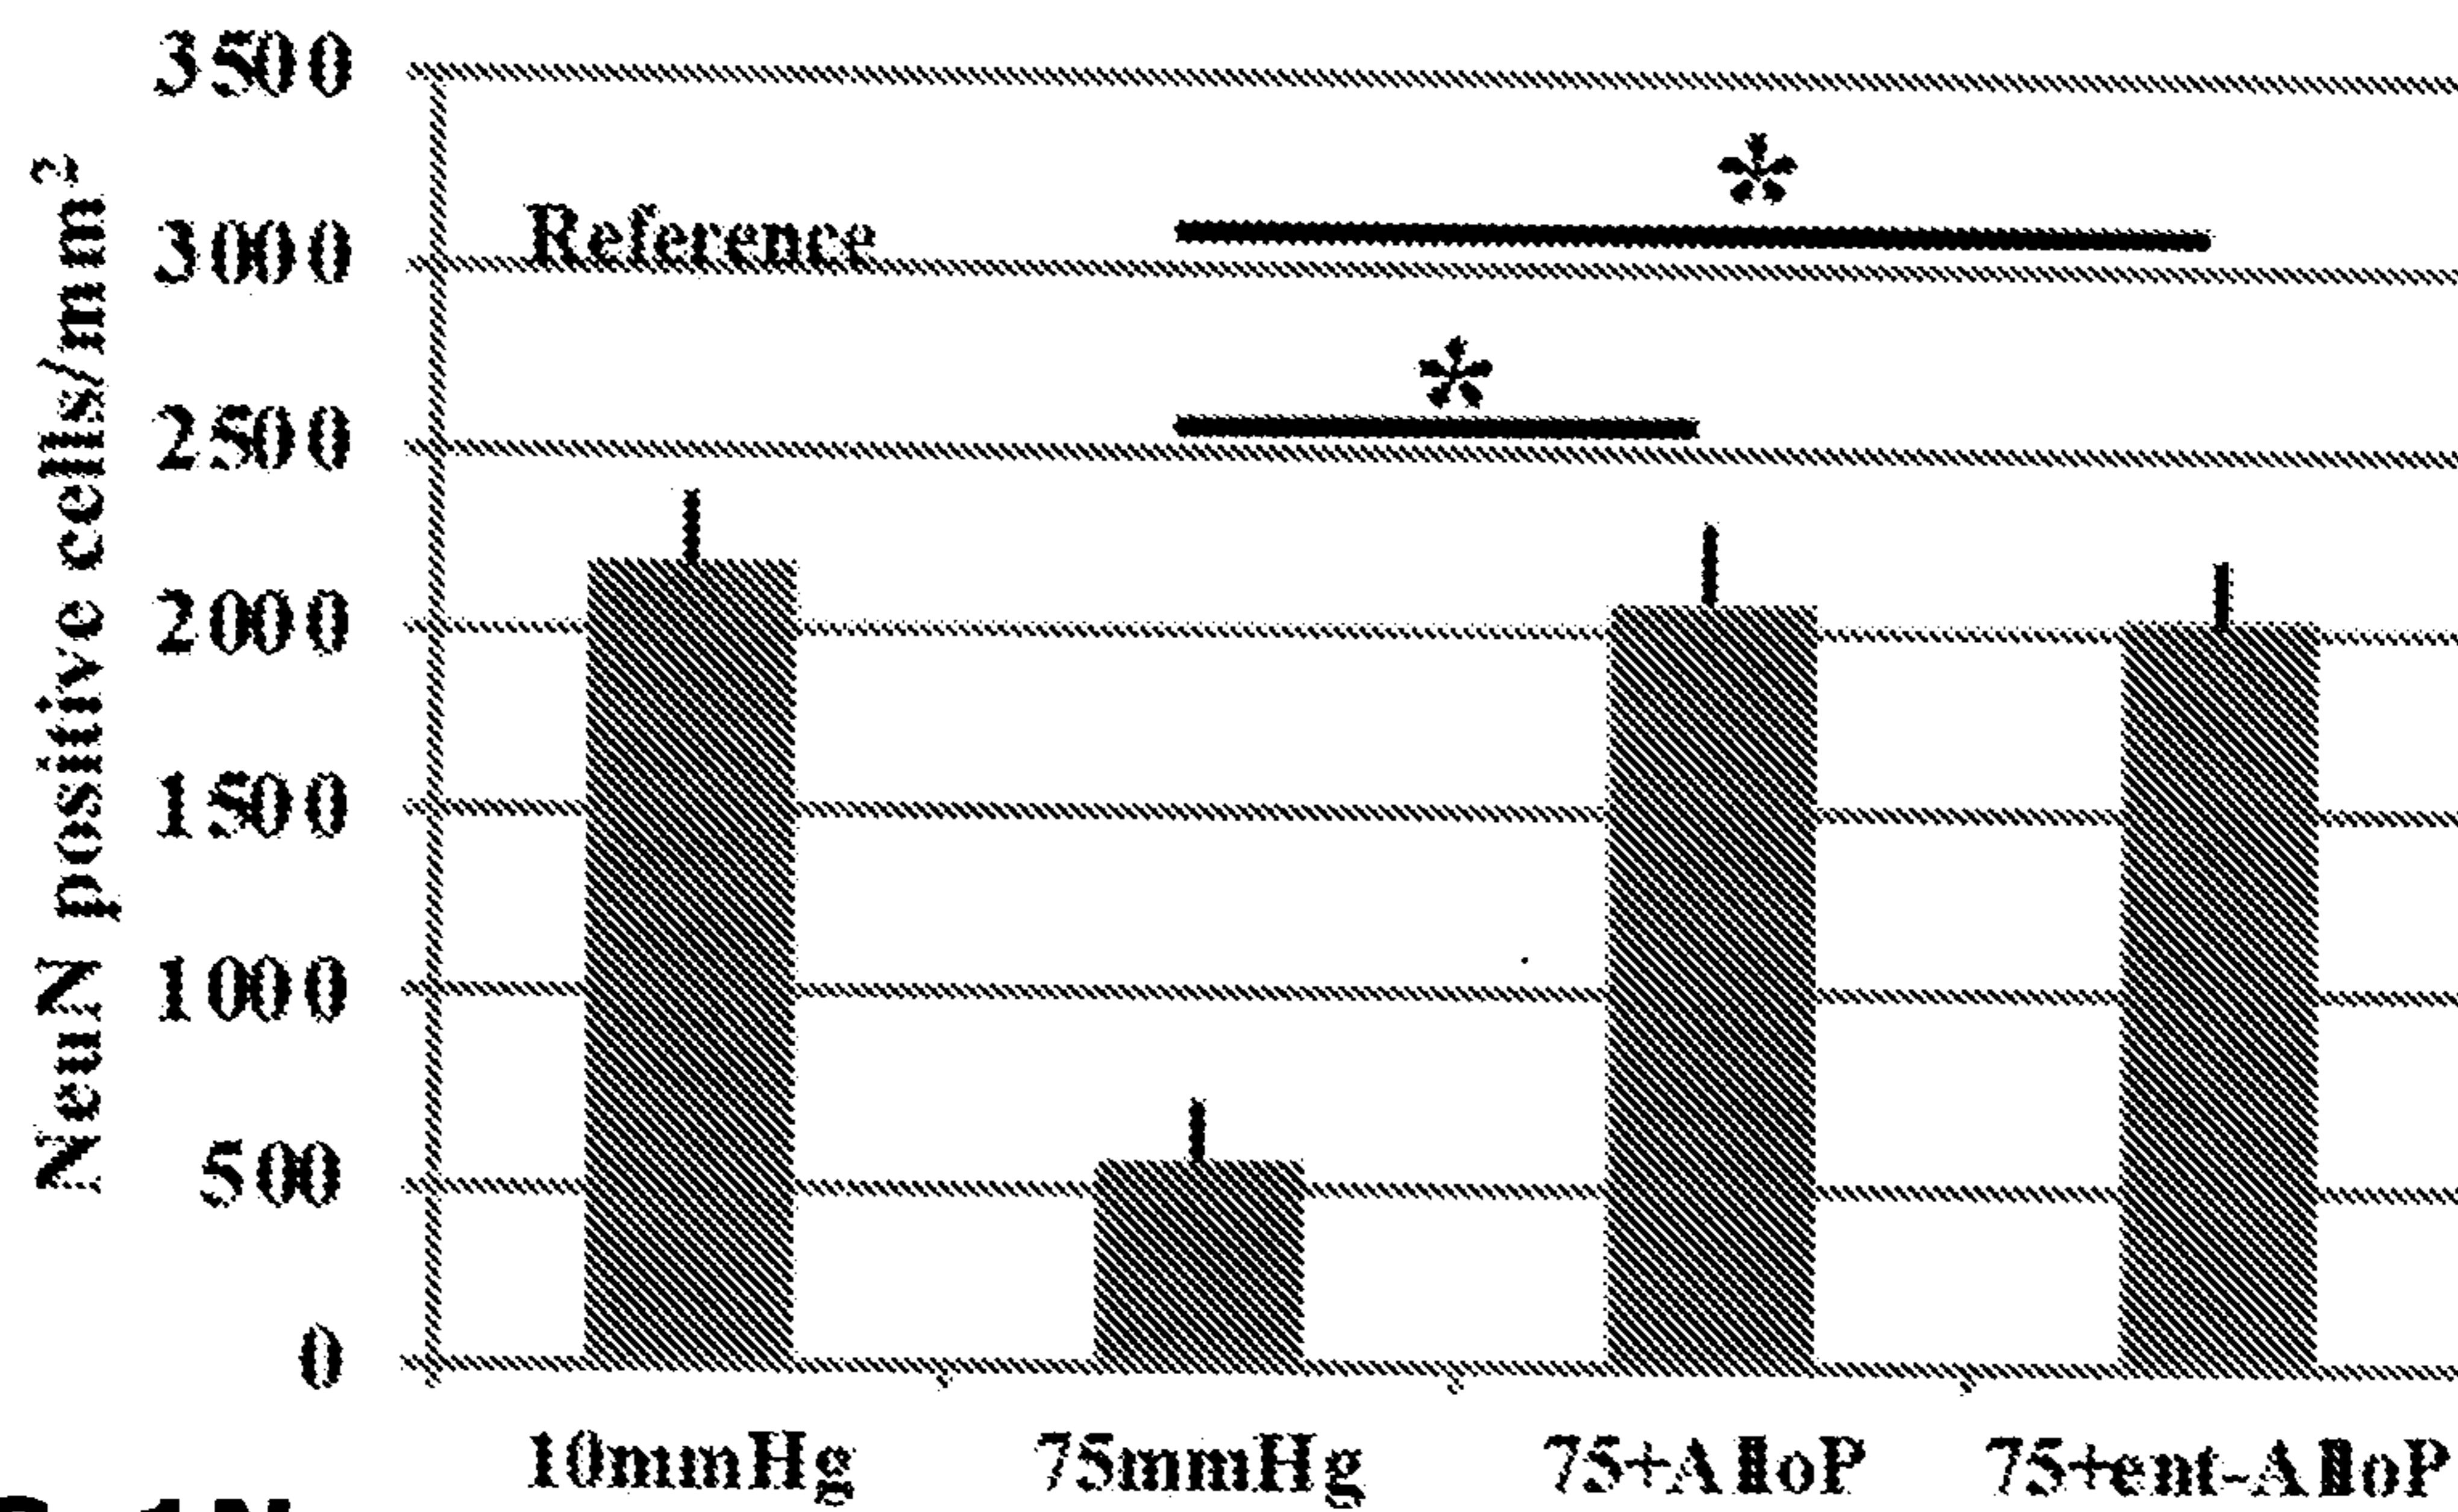 3500
3000
2500
2000
1500
1000
500
0
NeuN positive cells/mm²
Reference
*
*
10mmHg
75mmHg
75+AlloP
75+ent-AlloP